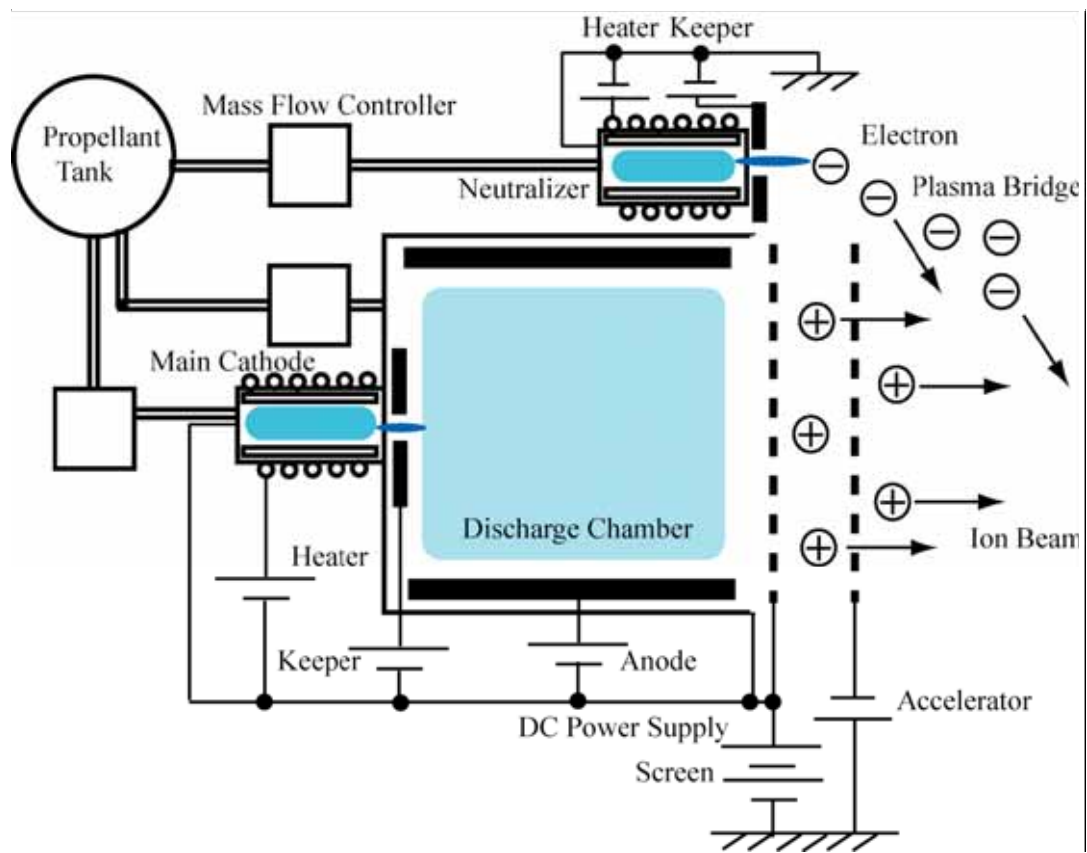 Heater Keeper
Mass Flow Controller
Propellant
Tank
Electron
Neutralizer
Plasma Bridge
Main Cathode
Discharge Chamber
Ion Beam
Heater
Keeper
Anode
Accelerator
DC Power Supply
Screen